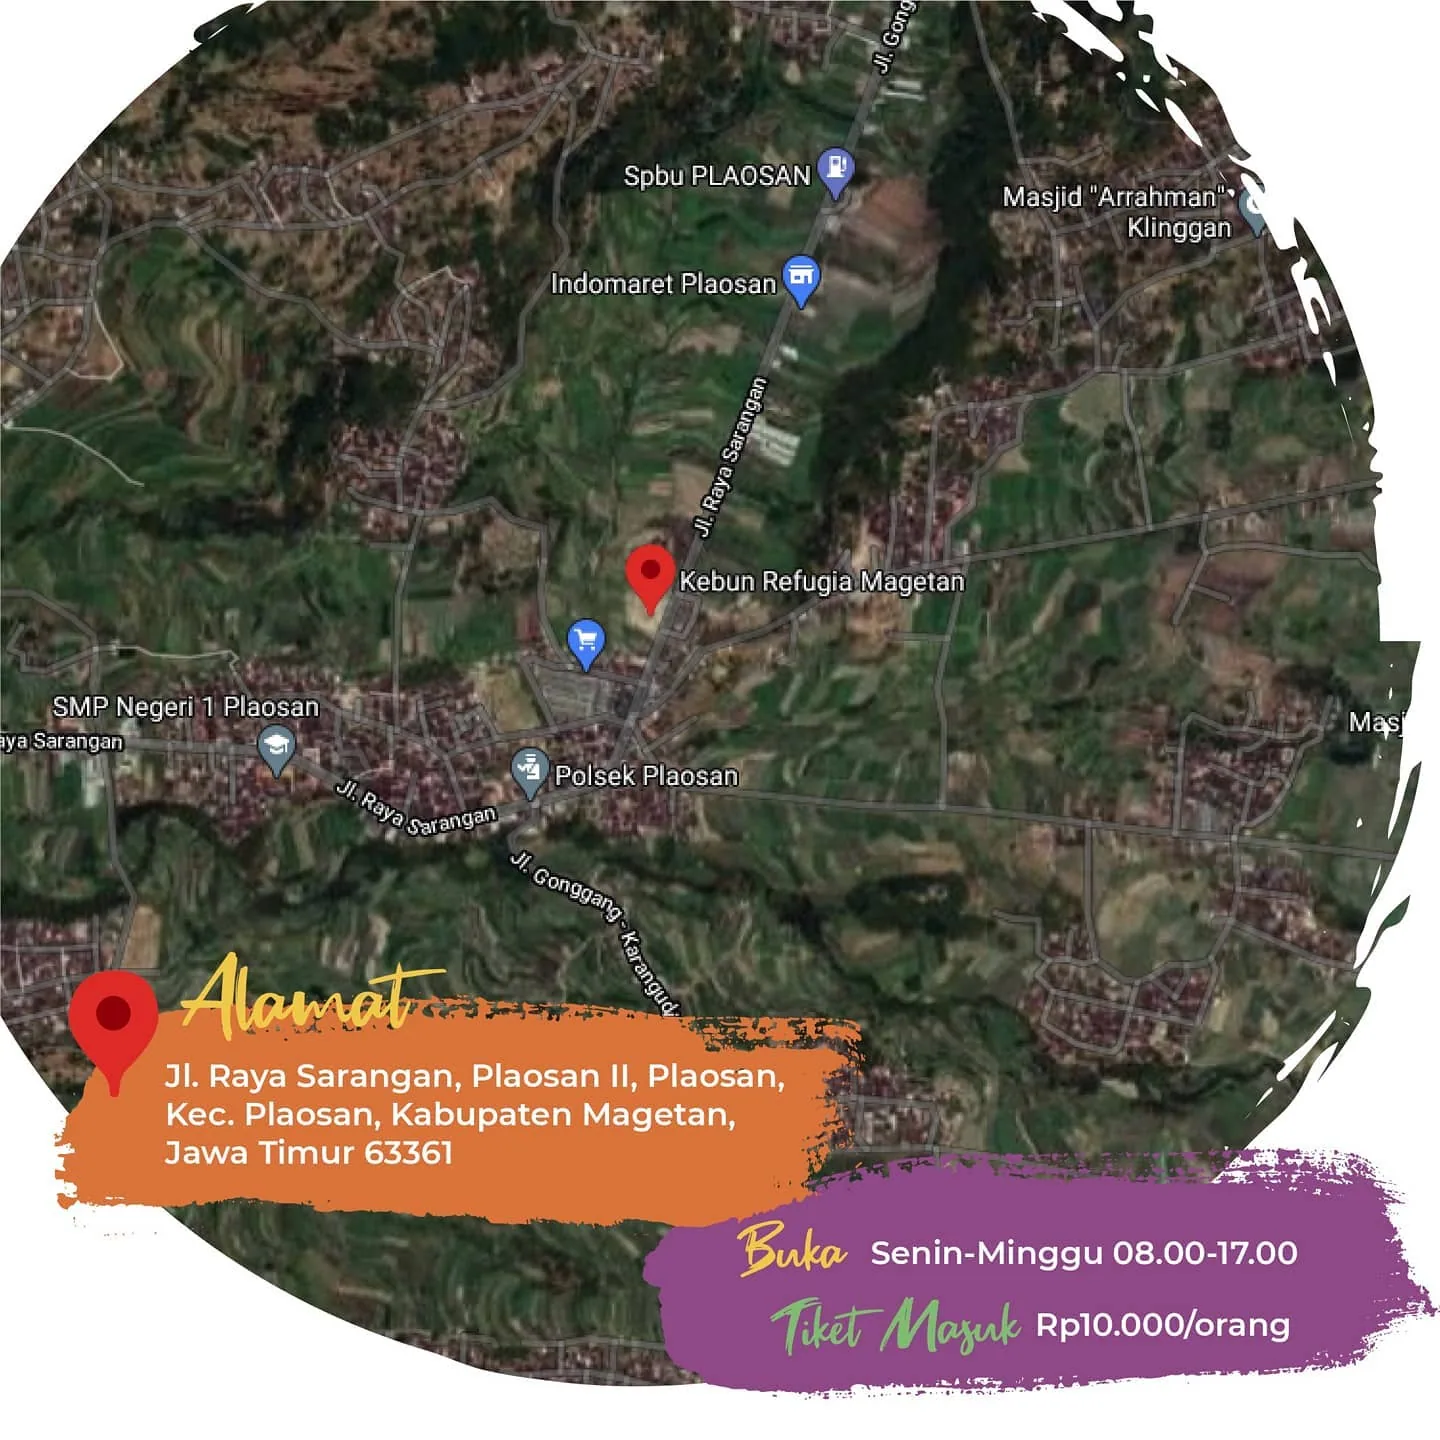 Jl. Gong
Spbu PLAOSAN
Masjid "Arrahman"
Klinggan
Indomaret Plaosan
Jl. Raya Sarangan
Kebun Refugia Magetan
SMP Negeri 1 Plaosan
Masj
aya Sarangan
Polsek Plaosan
Jl. Raya Sarangan
Jl. Gonggang - Karangud
Alamat
Jl. Raya Sarangan, Plaosan II, Plaosan,
Kec. Plaosan, Kabupaten Magetan,
Jawa Timur 63361
Buka Senin-Minggu 08.00-17.00
Tiket Masuk Rp10.000/orang